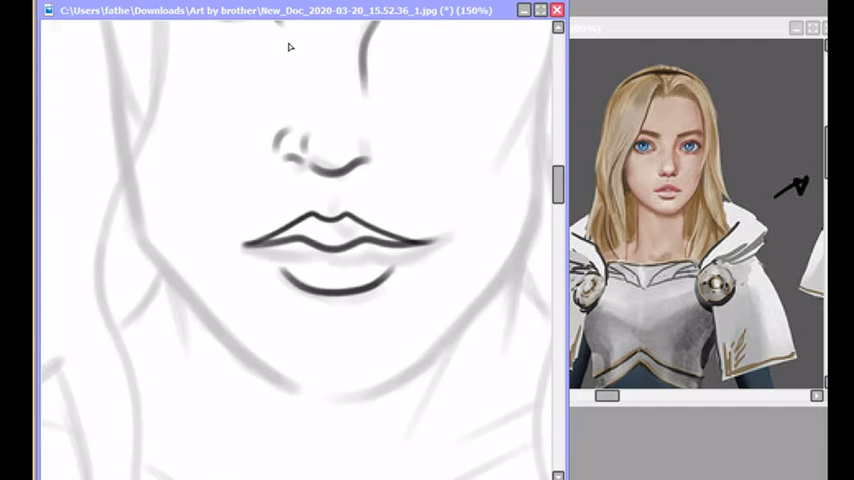 C:\Users\fathe\Downloads\Art by brother\New_Doc_2020-03-20_15.52.36_1.jpg (*) (150%)